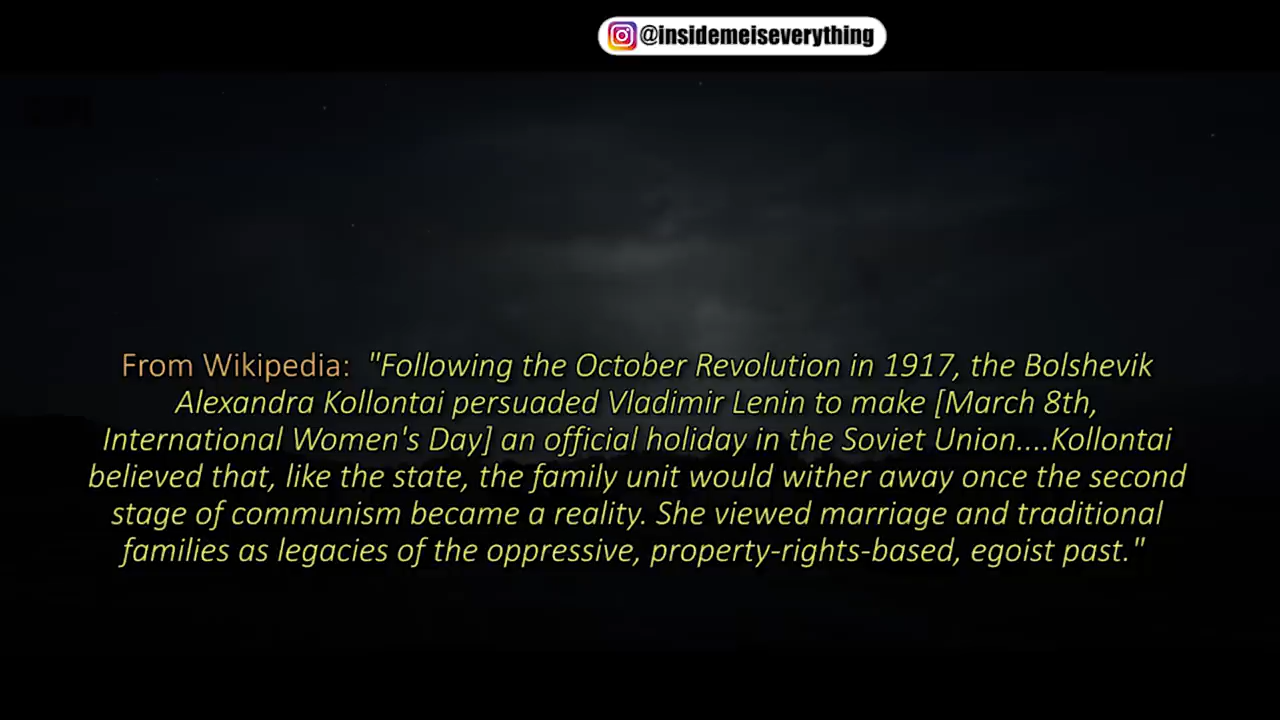 @insidemeiseverything
From Wikipedia: "Following the October Revolution in 1917, the Bolshevik
Alexandra Kollontai persuaded Vladimir Lenin to make [March 8th,
International Women's Day] an official holiday in the Soviet Union....Kollontai
believed that, like the state, the family unit would wither away once the second
stage of communism became a reality. She viewed marriage and traditional
families as legacies of the oppressive, property-rights-based, egoist past."